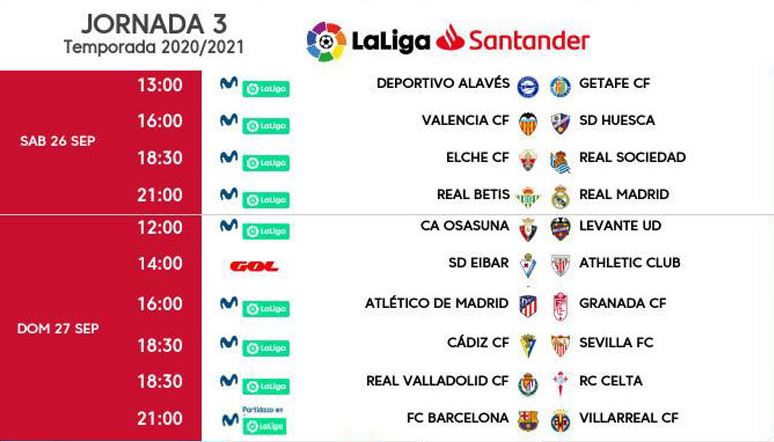 JORNADA 3
Temporada 2020/2021
LaLiga Santander
SAB 26 SEP
13:00 LaLiga DEPORTIVO ALAVÉS GETAFE CF
16:00 LaLiga VALENCIA CF SD HUESCA
18:30 LaLiga ELCHE CF REAL SOCIEDAD
21:00 LaLiga REAL BETIS REAL MADRID
DOM 27 SEP
12:00 LaLiga CA OSASUNA LEVANTE UD
14:00 GOL SD EIBAR ATHLETIC CLUB
16:00 LaLiga ATLÉTICO DE MADRID GRANADA CF
18:30 LaLiga CÁDIZ CF SEVILLA FC
18:30 LaLiga REAL VALLADOLID CF RC CELTA
21:00 Partidazo en LaLiga FC BARCELONA VILLARREAL CF